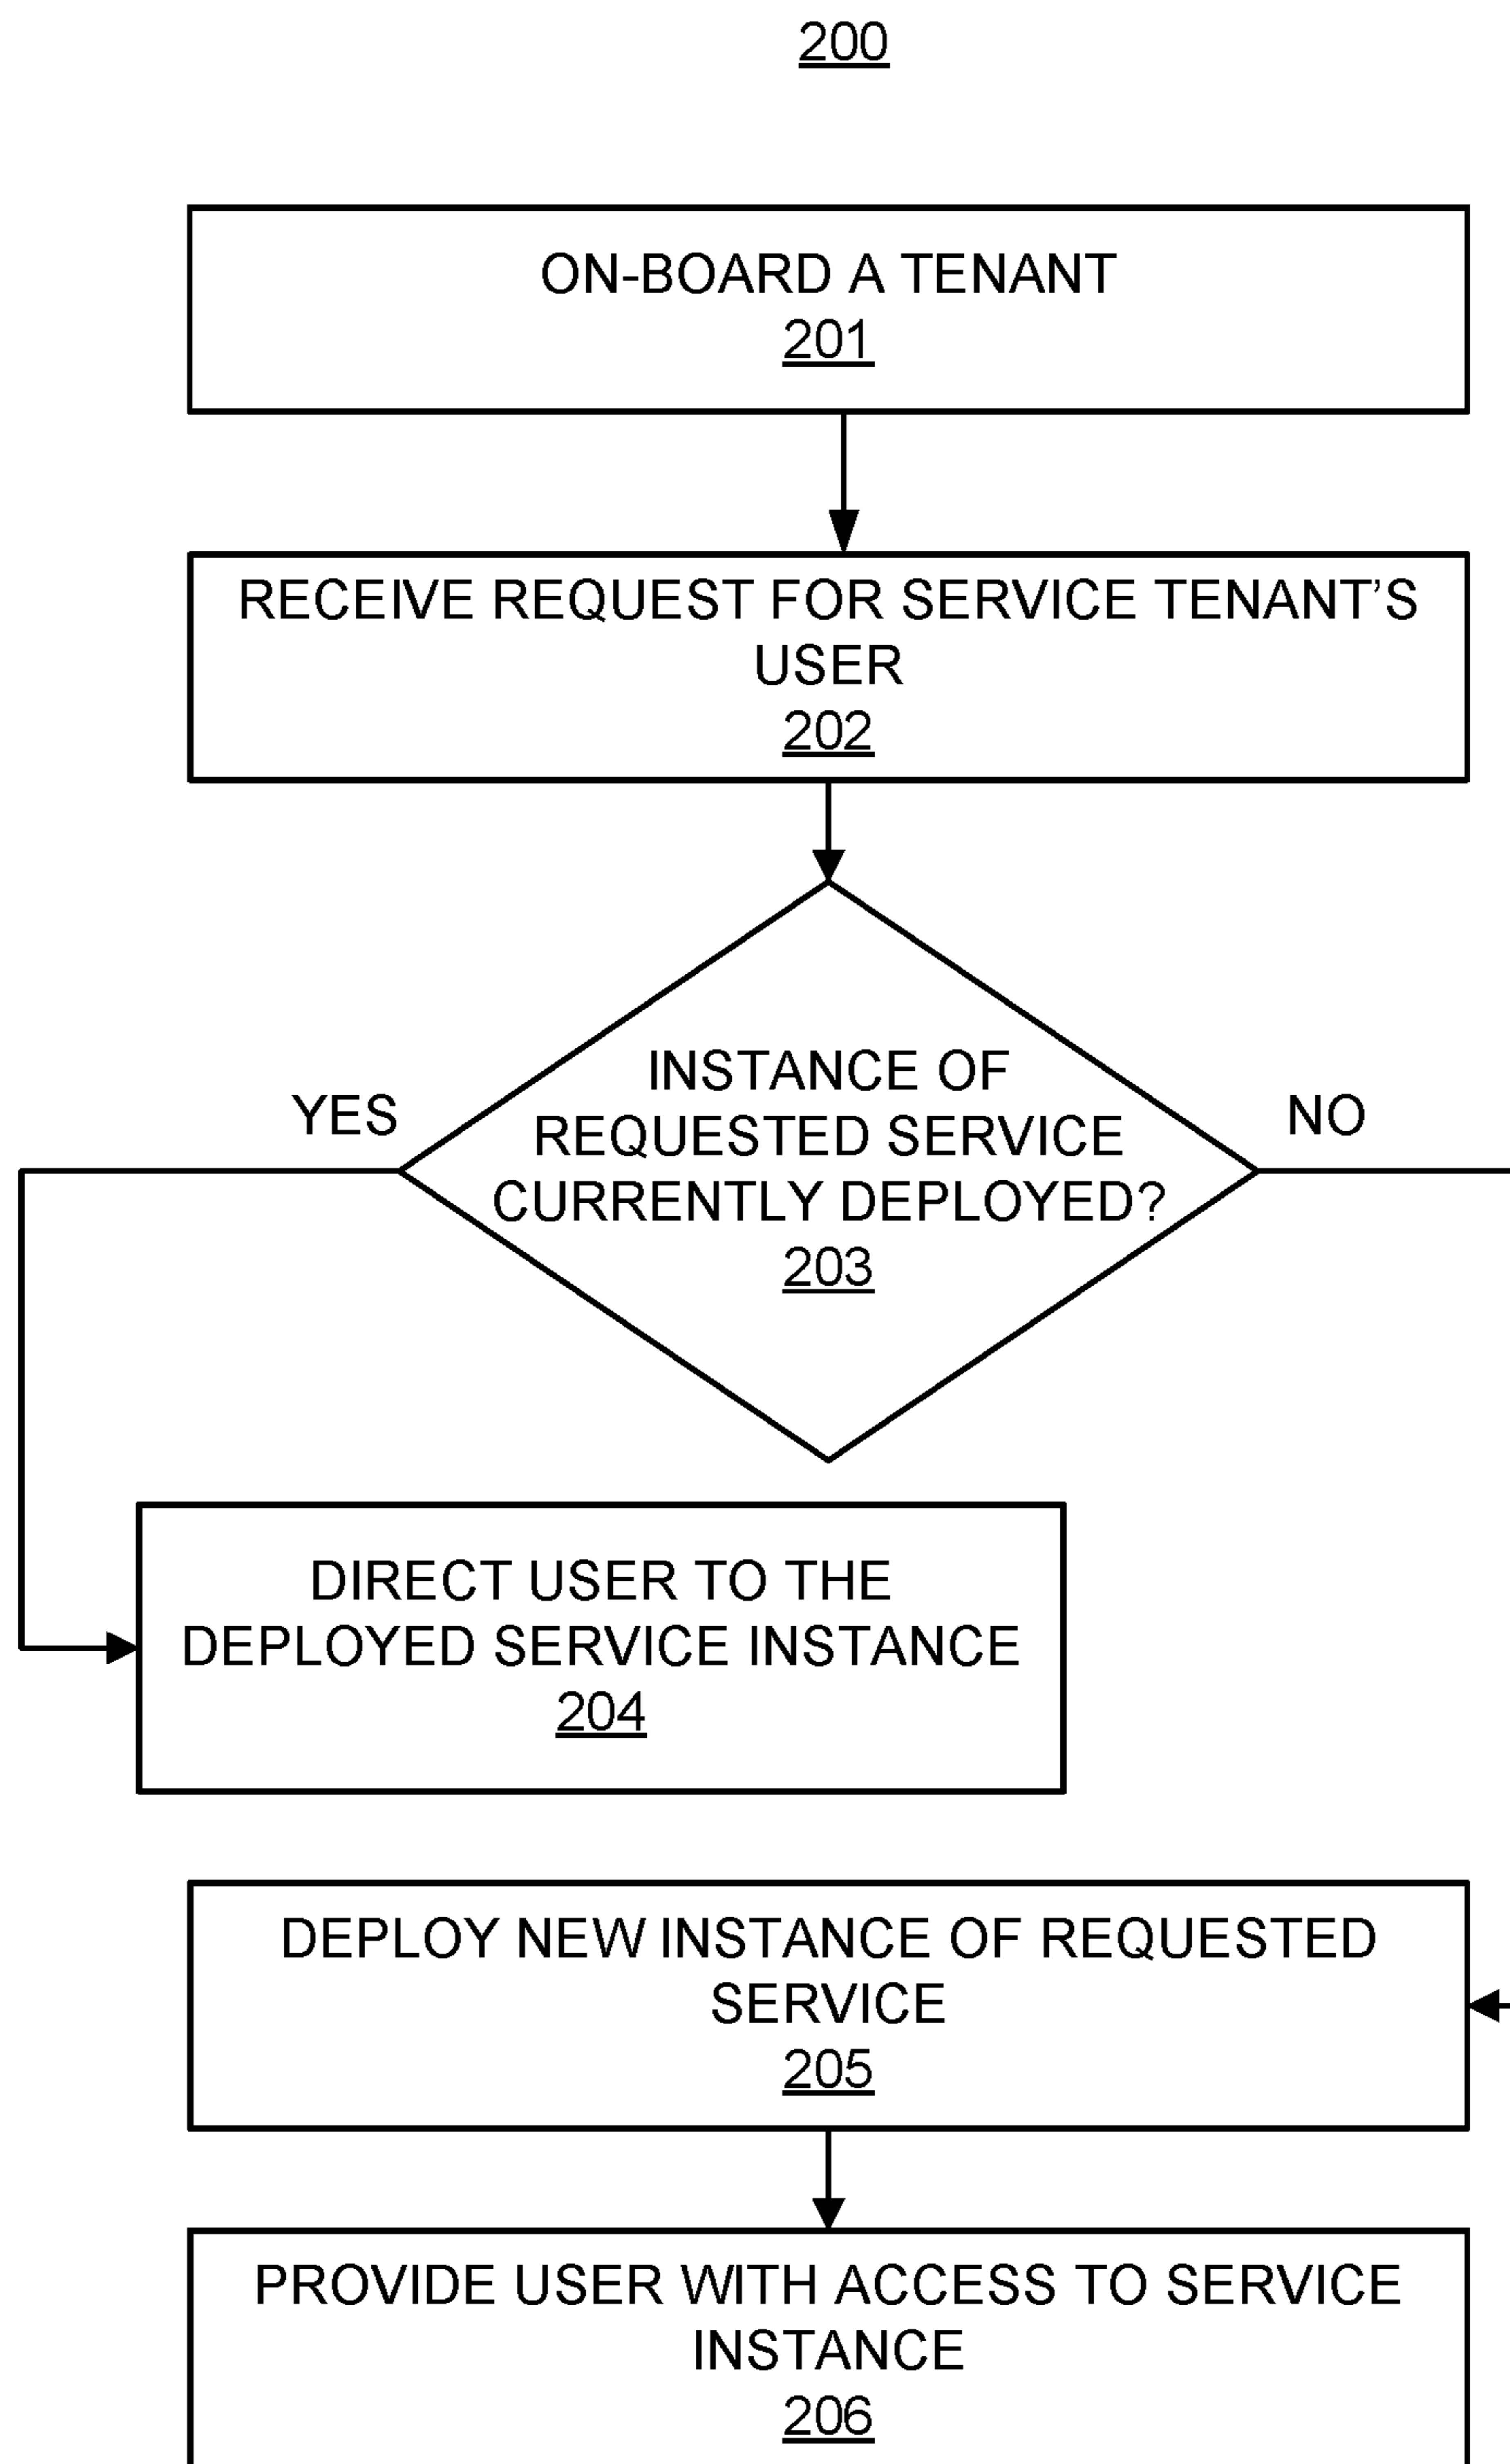 200
ON-BOARD A TENANT
201
RECEIVE REQUEST FOR SERVICE TENANT'S
USER
202
INSTANCE OF
REQUESTED SERVICE
CURRENTLY DEPLOYED?
203
YES
NO
DIRECT USER TO THE
DEPLOYED SERVICE INSTANCE
204
DEPLOY NEW INSTANCE OF REQUESTED
SERVICE
205
PROVIDE USER WITH ACCESS TO SERVICE
INSTANCE
206